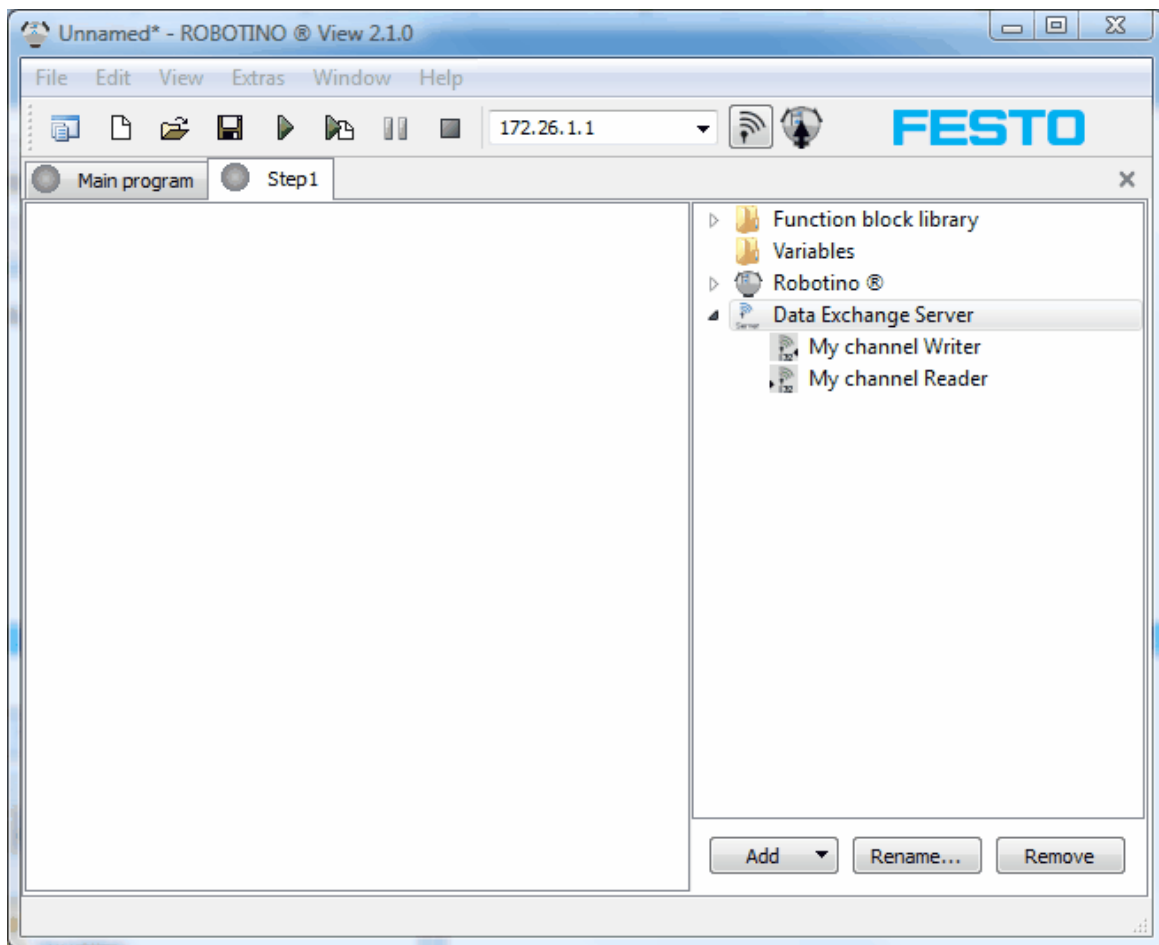 Unnamed* - ROBOTINO ® View 2.1.0
File Edit View Extras Window Help
172.26.1.1 FESTO
Main program Step1
Function block library
Variables
Robotino ®
Data Exchange Server
My channel Writer
My channel Reader
Add Rename... Remove